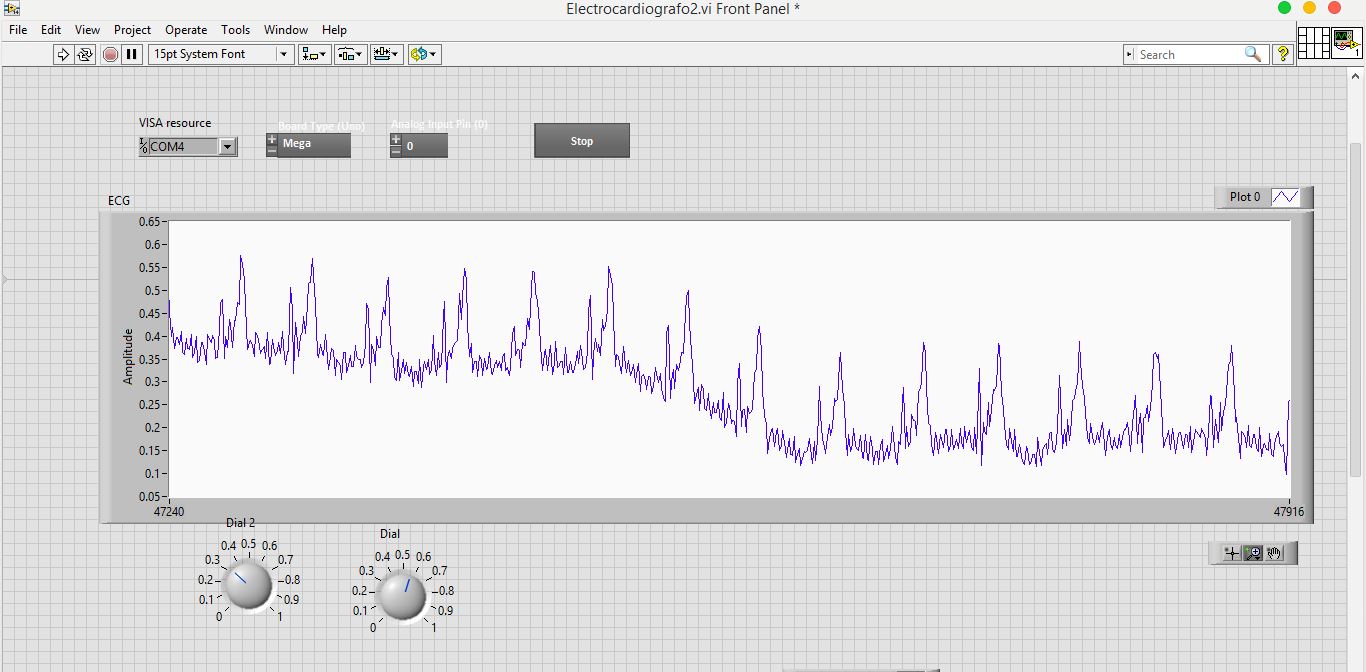 Electrocardiografo2.vi Front Panel *
File Edit View Project Operate Tools Window Help
15pt System Font
Search
?
1
VISA resource
Board Type (Uno)
Analog Input Pin (0)
I/0
COM4
Mega
0
Stop
Plot 0
ECG
Amplitude
0.65
0.6
0.55
0.5
0.45
0.4
0.35
0.3
0.25
0.2
0.15
0.1
0.05
47240
47916
Dial 2
0 0.1 0.2 0.3 0.4 0.5 0.6 0.7 0.8 0.9 1
Dial
0 0.1 0.2 0.3 0.4 0.5 0.6 0.7 0.8 0.9 1